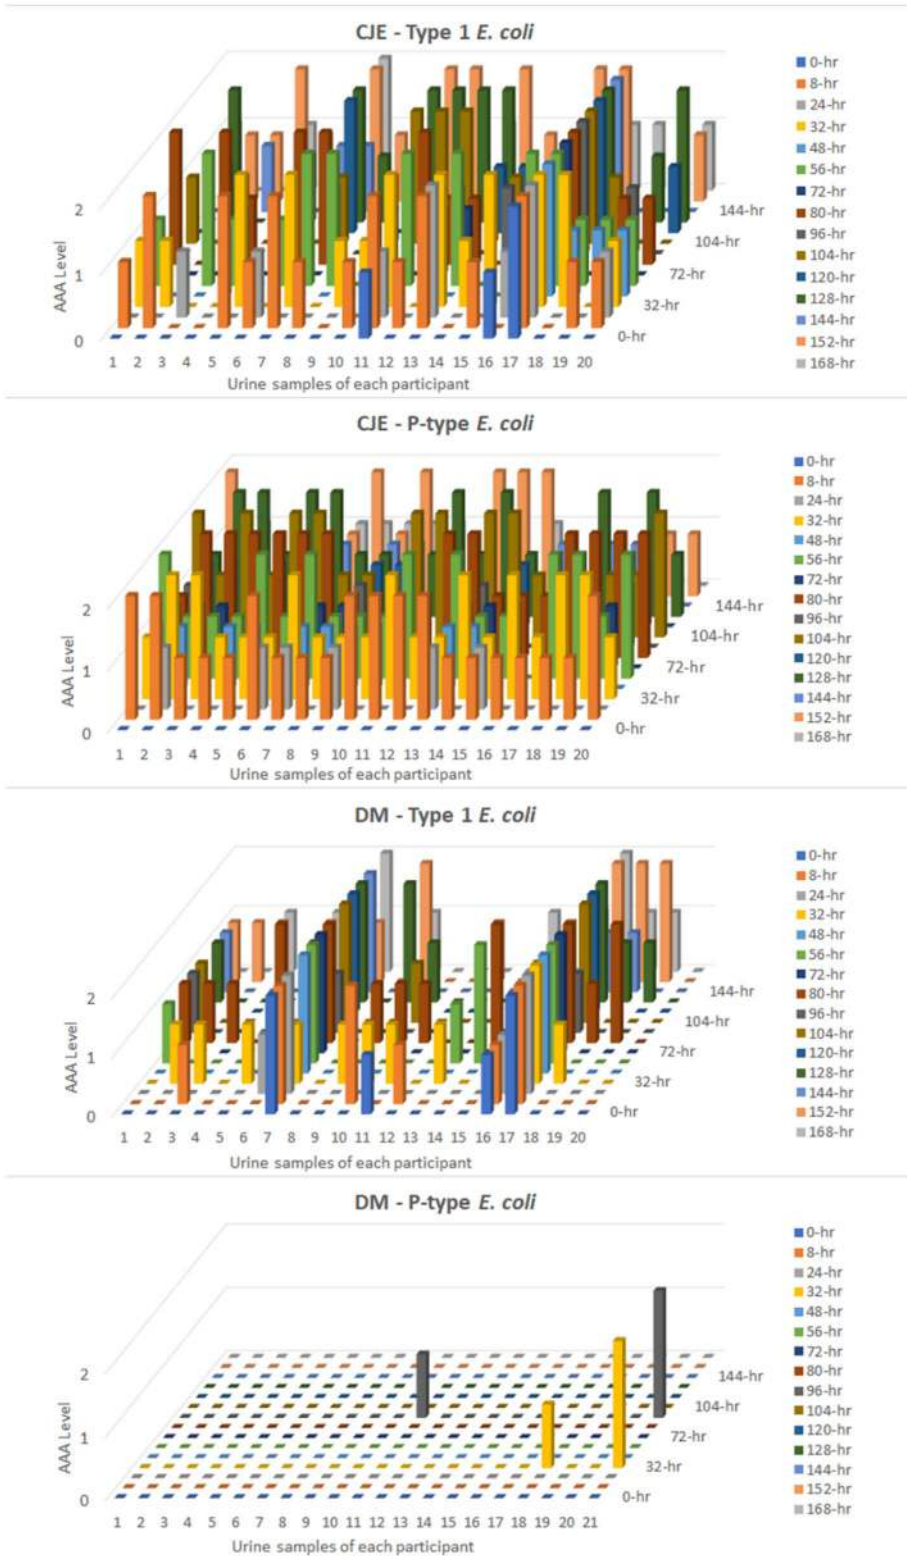 CJE - Type 1 E. coli
AAA Level
2
1
0
144-hr
104-hr
72-hr
32-hr
0-hr
1 2 3 4 5 6 7 8 9 10 11 12 13 14 15 16 17 18 19 20
Urine samples of each participant
0-hr
8-hr
24-hr
32-hr
48-hr
56-hr
72-hr
80-hr
96-hr
104-hr
120-hr
128-hr
144-hr
152-hr
168-hr
CJE - P-type E. coli
AAA Level
2
1
0
144-hr
104-hr
72-hr
32-hr
0-hr
1 2 3 4 5 6 7 8 9 10 11 12 13 14 15 16 17 18 19 20
Urine samples of each participant
0-hr
8-hr
24-hr
32-hr
48-hr
56-hr
72-hr
80-hr
96-hr
104-hr
120-hr
128-hr
144-hr
152-hr
168-hr
DM - Type 1 E. coli
AAA Level
2
1
0
144-hr
104-hr
72-hr
32-hr
0-hr
1 2 3 4 5 6 7 8 9 10 11 12 13 14 15 16 17 18 19 20
Urine samples of each participant
0-hr
8-hr
24-hr
32-hr
48-hr
56-hr
72-hr
80-hr
96-hr
104-hr
120-hr
128-hr
144-hr
152-hr
168-hr
DM - P-type E. coli
AAA Level
2
1
0
144-hr
104-hr
72-hr
32-hr
0-hr
1 2 3 4 5 6 7 8 9 10 11 12 13 14 15 16 17 18 19 20 21
Urine samples of each participant
0-hr
8-hr
24-hr
32-hr
48-hr
56-hr
72-hr
80-hr
96-hr
104-hr
120-hr
128-hr
144-hr
152-hr
168-hr